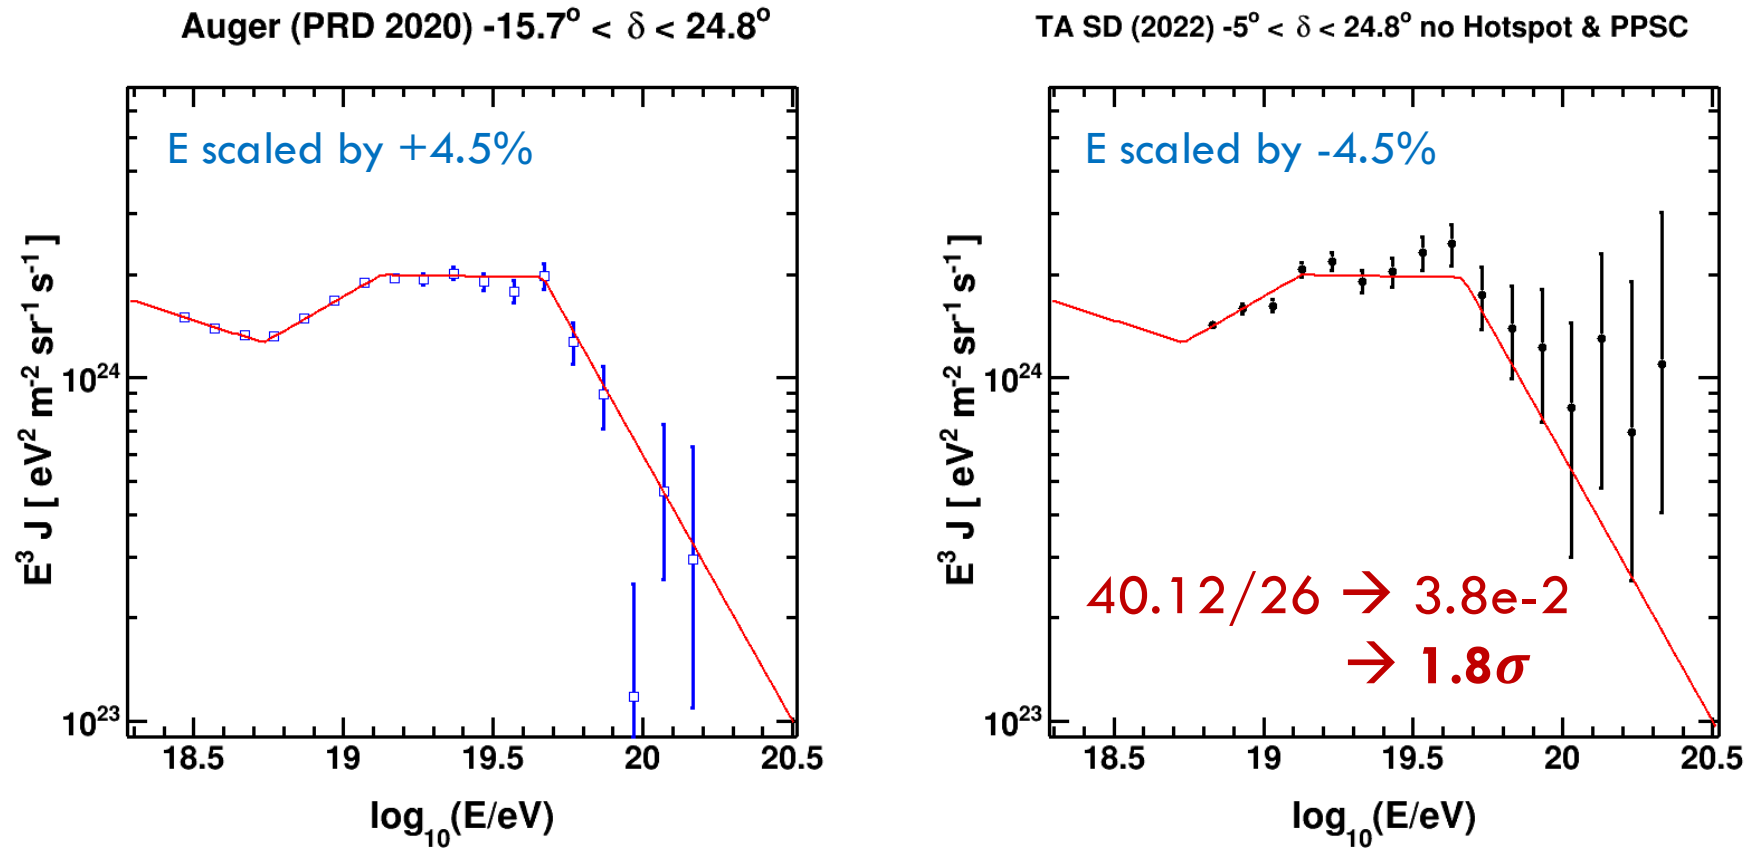 Auger (PRD 2020) -15.7° < δ < 24.8°
E scaled by +4.5%
E³ J [ eV² m⁻² sr⁻¹ s⁻¹ ]
10²⁴
10²³
18.5 19 19.5 20 20.5
log₁₀(E/eV)
TA SD (2022) -5° < δ < 24.8° no Hotspot & PPSC
E scaled by -4.5%
E³ J [ eV² m⁻² sr⁻¹ s⁻¹ ]
10²⁴
40.12/26 → 3.8e-2
→ 1.8σ
10²³
18.5 19 19.5 20 20.5
log₁₀(E/eV)